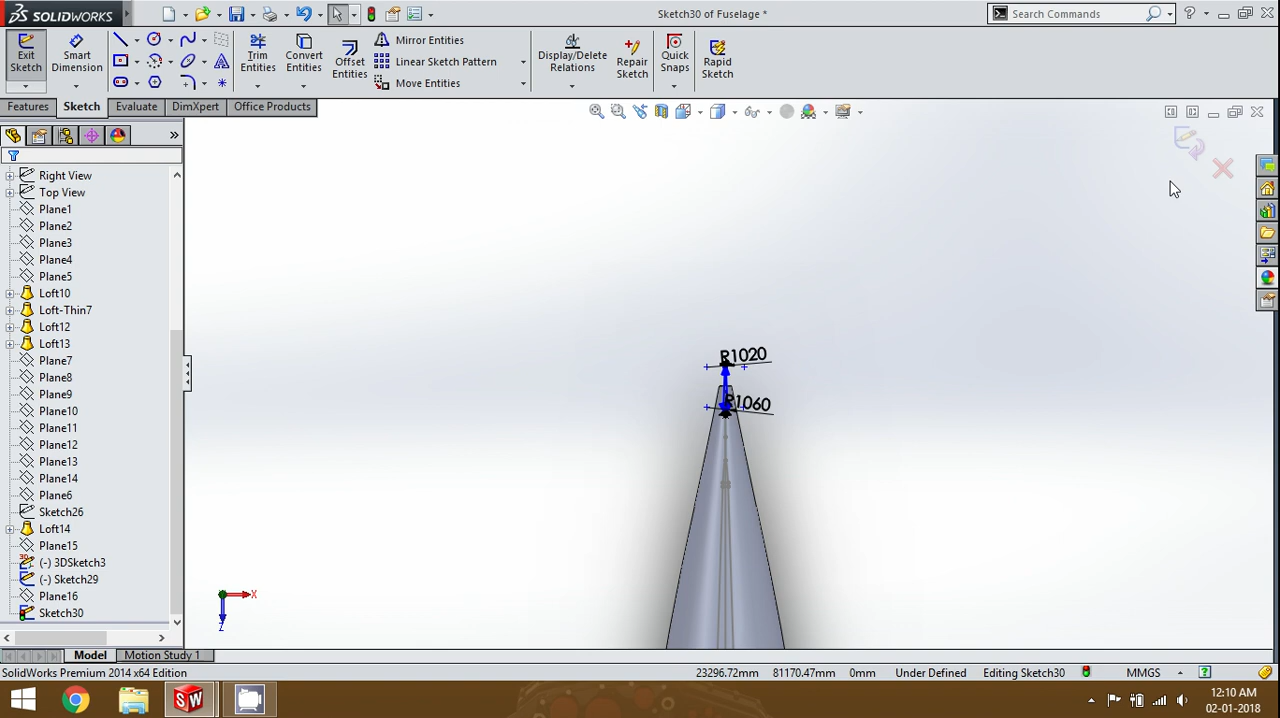 SOLIDWORKS
Sketch30 of Fuselage *
Search Commands
Exit Sketch
Smart Dimension
Trim Entities
Convert Entities
Offset Entities
Mirror Entities
Linear Sketch Pattern
Move Entities
Display/Delete Relations
Repair Sketch
Quick Snaps
Rapid Sketch
Features
Sketch
Evaluate
DimXpert
Office Products
Right View
Top View
Plane1
Plane2
Plane3
Plane4
Plane5
Loft10
Loft-Thin7
Loft12
Loft13
Plane7
Plane8
Plane9
Plane10
Plane11
Plane12
Plane13
Plane14
Plane6
Sketch26
Loft14
Plane15
(-) 3DSketch3
(-) Sketch29
Plane16
Sketch30
R1020
R1060
X
Z
Model
Motion Study 1
SolidWorks Premium 2014 x64 Edition
23296.72mm 81170.47mm 0mm Under Defined Editing Sketch30 MMGS
12:10 AM
02-01-2018